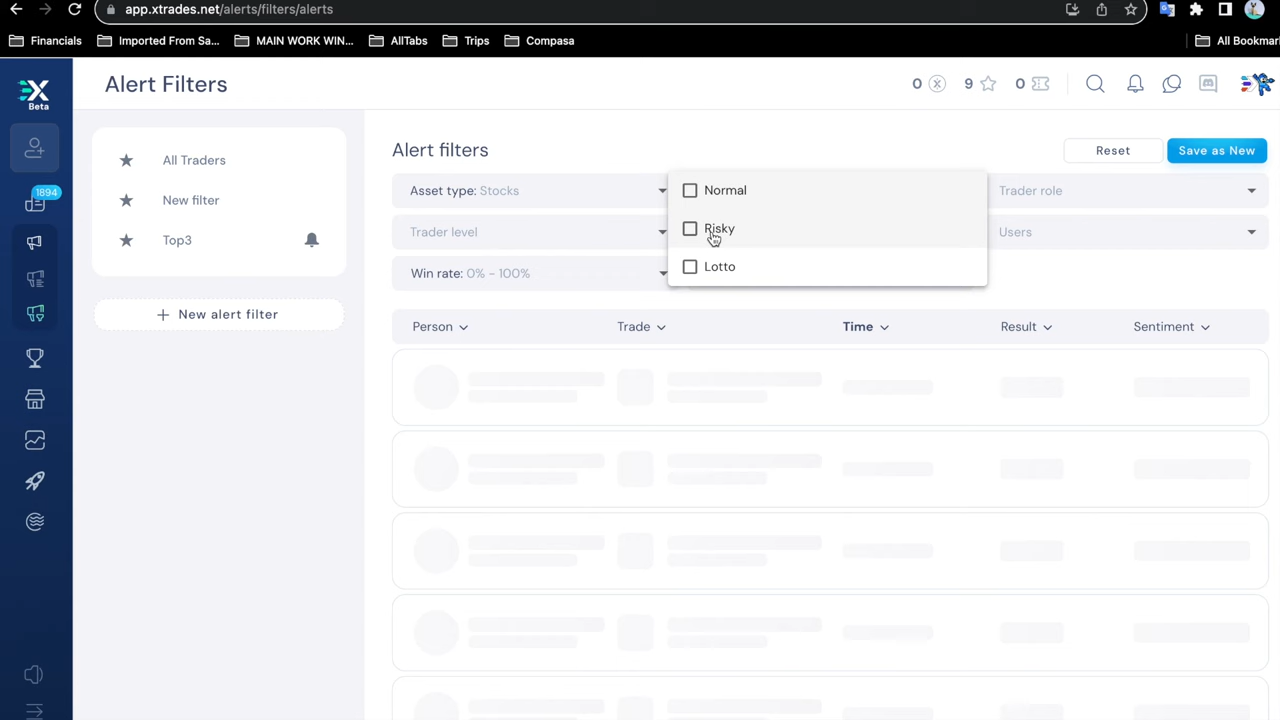 app.xtrades.net/alerts/filters/alerts
Financials
Imported From Sa...
MAIN WORK WIN...
AllTabs
Trips
Compasa
All Bookmar
X
Beta
Alert Filters
0
9
0
1894
All Traders
New filter
Top3
New alert filter
Alert filters
Reset
Save as New
Asset type: Stocks
Normal
Trader role
Trader level
Risky
Users
Win rate: 0% - 100%
Lotto
Person
Trade
Time
Result
Sentiment